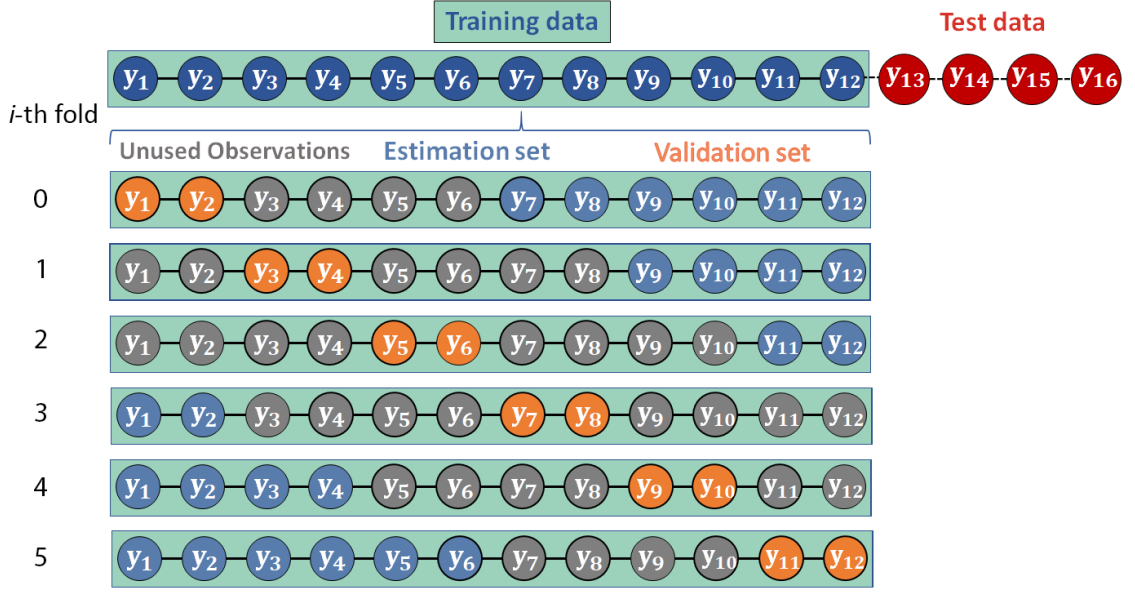 Training data Test data
y₁ y₂ y₃ y₄ y₅ y₆ y₇ y₈ y₉ y₁₀ y₁₁ y₁₂ y₁₃ y₁₄ y₁₅ y₁₆
i-th fold
Unused Observations Estimation set Validation set
0 y₁ y₂ y₃ y₄ y₅ y₆ y₇ y₈ y₉ y₁₀ y₁₁ y₁₂
1 y₁ y₂ y₃ y₄ y₅ y₆ y₇ y₈ y₉ y₁₀ y₁₁ y₁₂
2 y₁ y₂ y₃ y₄ y₅ y₆ y₇ y₈ y₉ y₁₀ y₁₁ y₁₂
3 y₁ y₂ y₃ y₄ y₅ y₆ y₇ y₈ y₉ y₁₀ y₁₁ y₁₂
4 y₁ y₂ y₃ y₄ y₅ y₆ y₇ y₈ y₉ y₁₀ y₁₁ y₁₂
5 y₁ y₂ y₃ y₄ y₅ y₆ y₇ y₈ y₉ y₁₀ y₁₁ y₁₂